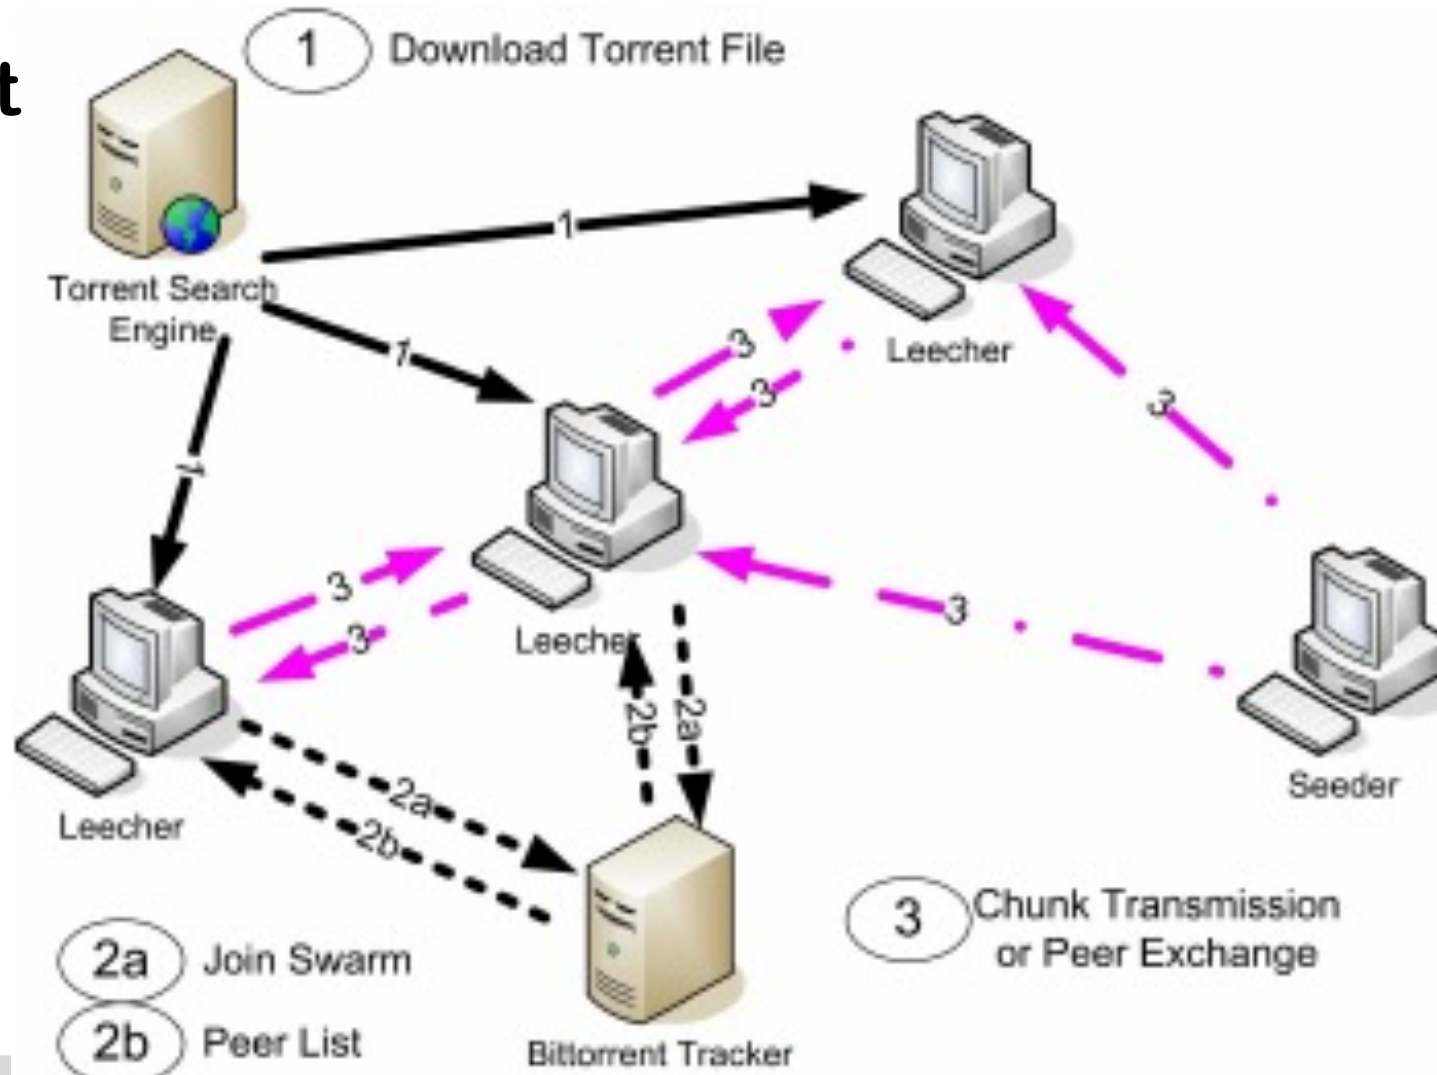 t
1 Download Torrent File
Torrent Search
Engine
1
1
1
3
3
Leecher
3
3
3
3
Leecher
2b
2a
Leecher
2a
2b
Seeder
3 Chunk Transmission
or Peer Exchange
2a Join Swarm
2b Peer List
Bittorrent Tracker